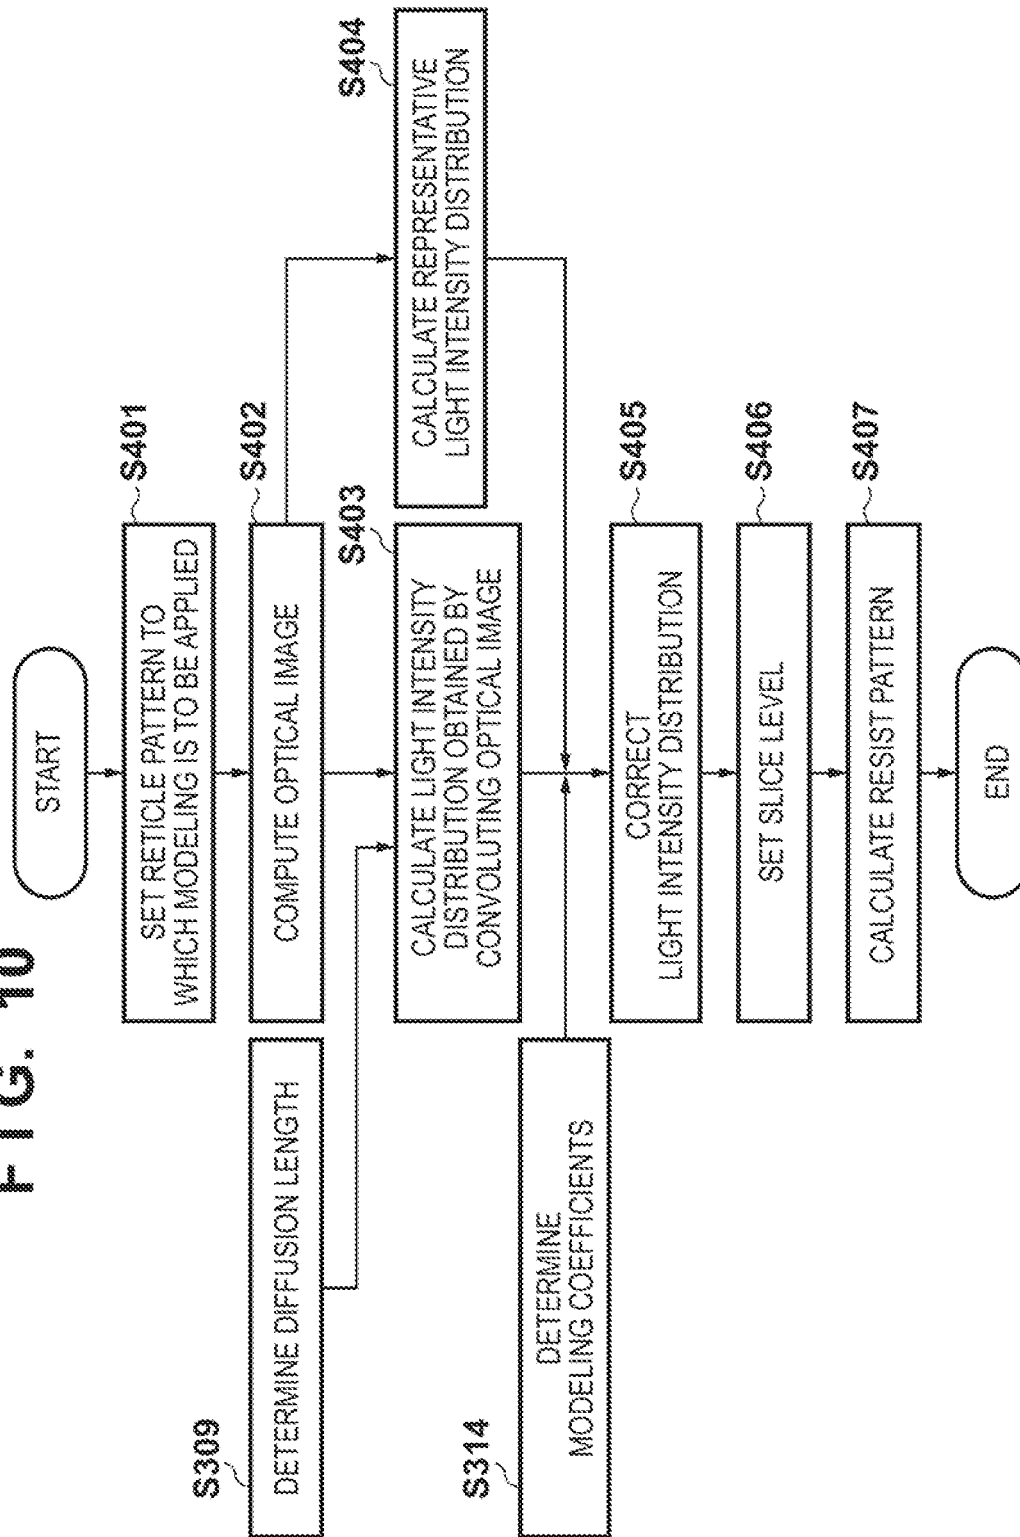 FIG. 10
START
SET RETICLE PATTERN TO
WHICH MODELING IS TO BE APPLIED
S401
DETERMINE DIFFUSION LENGTH
S309
COMPUTE OPTICAL IMAGE
S402
CALCULATE LIGHT INTENSITY
DISTRIBUTION OBTAINED BY
CONVOLUTING OPTICAL IMAGE
S403
CALCULATE REPRESENTATIVE
LIGHT INTENSITY DISTRIBUTION
S404
DETERMINE
MODELING COEFFICIENTS
S314
CORRECT
LIGHT INTENSITY DISTRIBUTION
S405
SET SLICE LEVEL
S406
CALCULATE RESIST PATTERN
S407
END